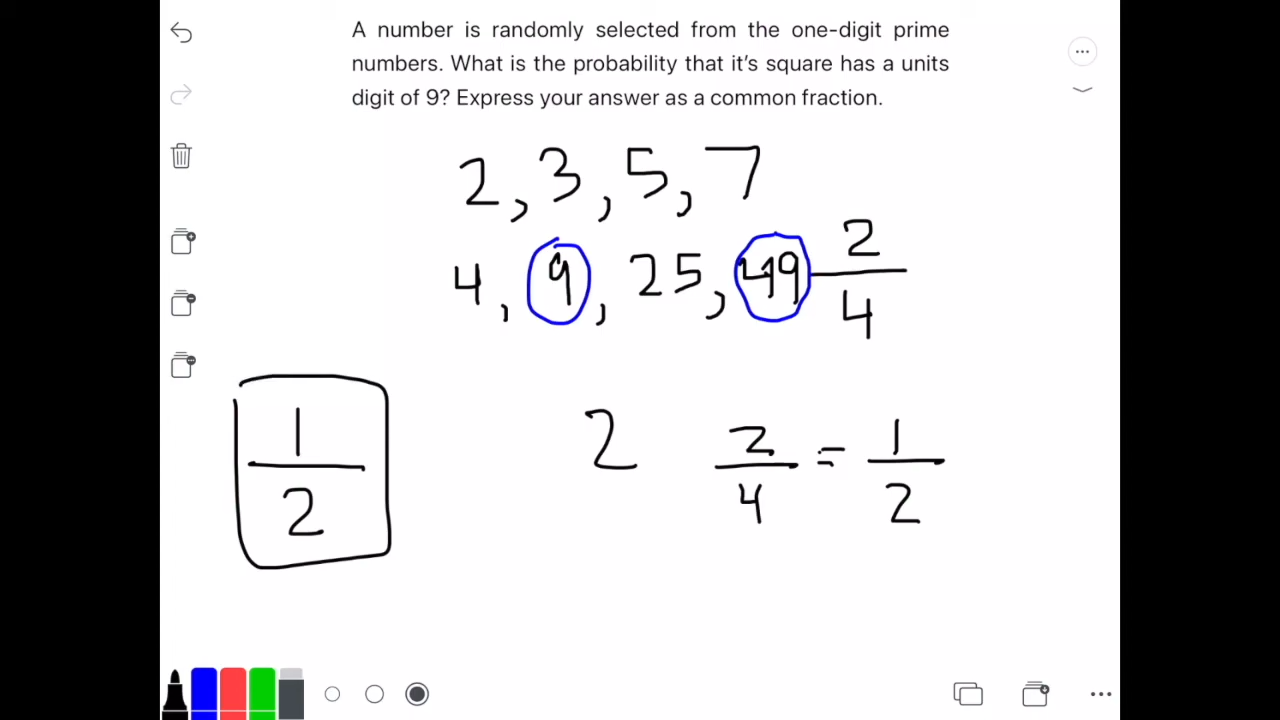 A number is randomly selected from the one-digit prime
numbers. What is the probability that it's square has a units
digit of 9? Express your answer as a common fraction.
2, 3, 5, 7
4, 9, 25, 49
2
4
1
2
2
2
4
=
1
2